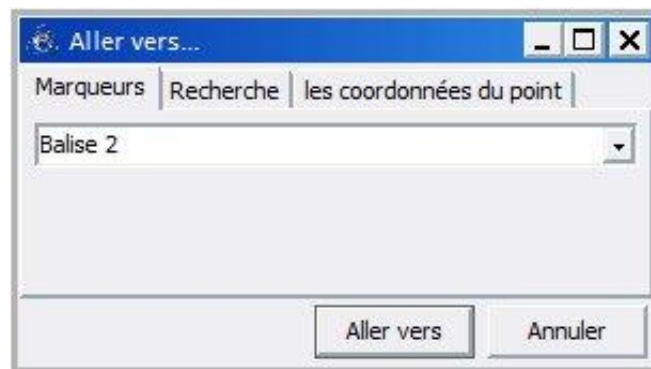 Aller vers...
Marqueurs Recherche les coordonnées du point
Balise 2
Aller vers Annuler